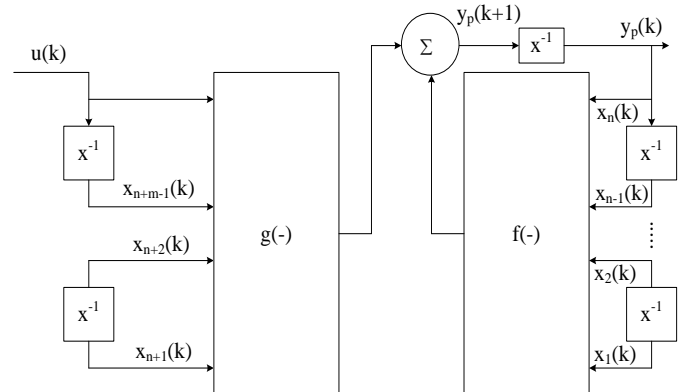 u(k)
y_p(k+1)
y_p(k)
Σ
x⁻¹
x_n(k)
x⁻¹
x⁻¹
x_{n+m-1}(k)
x_{n-1}(k)
g(-)
f(-)
......
x_{n+2}(k)
x_2(k)
x⁻¹
x⁻¹
x_{n+1}(k)
x_1(k)